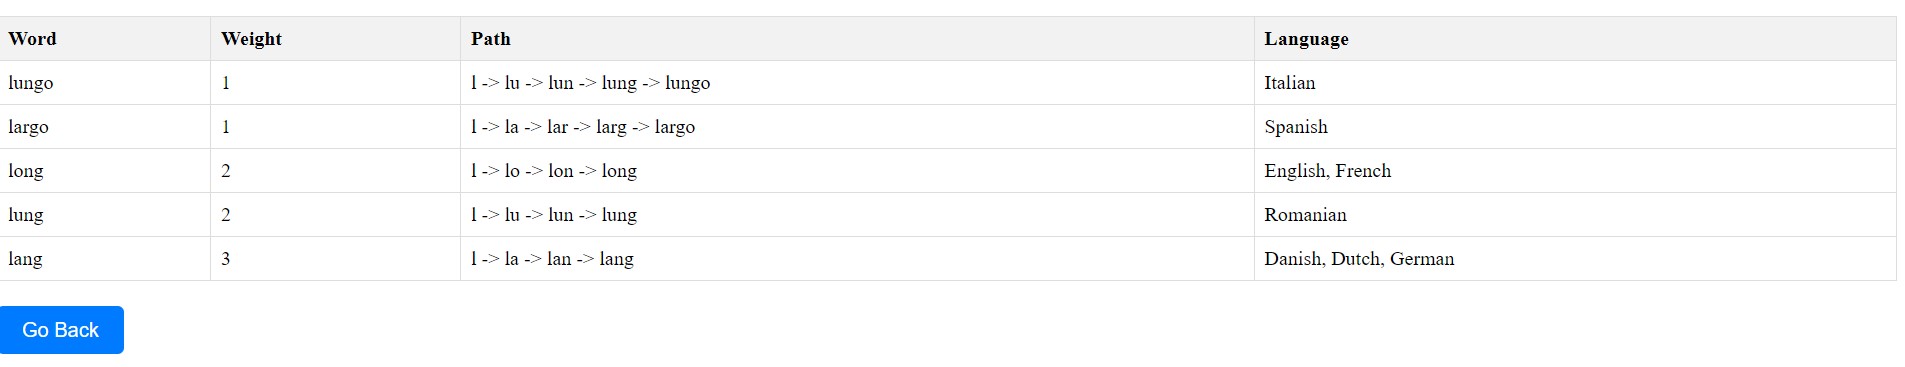 Word Weight Path Language
lungo 1 l -> lu -> lun -> lung -> lungo Italian
largo 1 l -> la -> lar -> larg -> largo Spanish
long 2 l -> lo -> lon -> long English, French
lung 2 l -> lu -> lun -> lung Romanian
lang 3 l -> la -> lan -> lang Danish, Dutch, German
Go Back